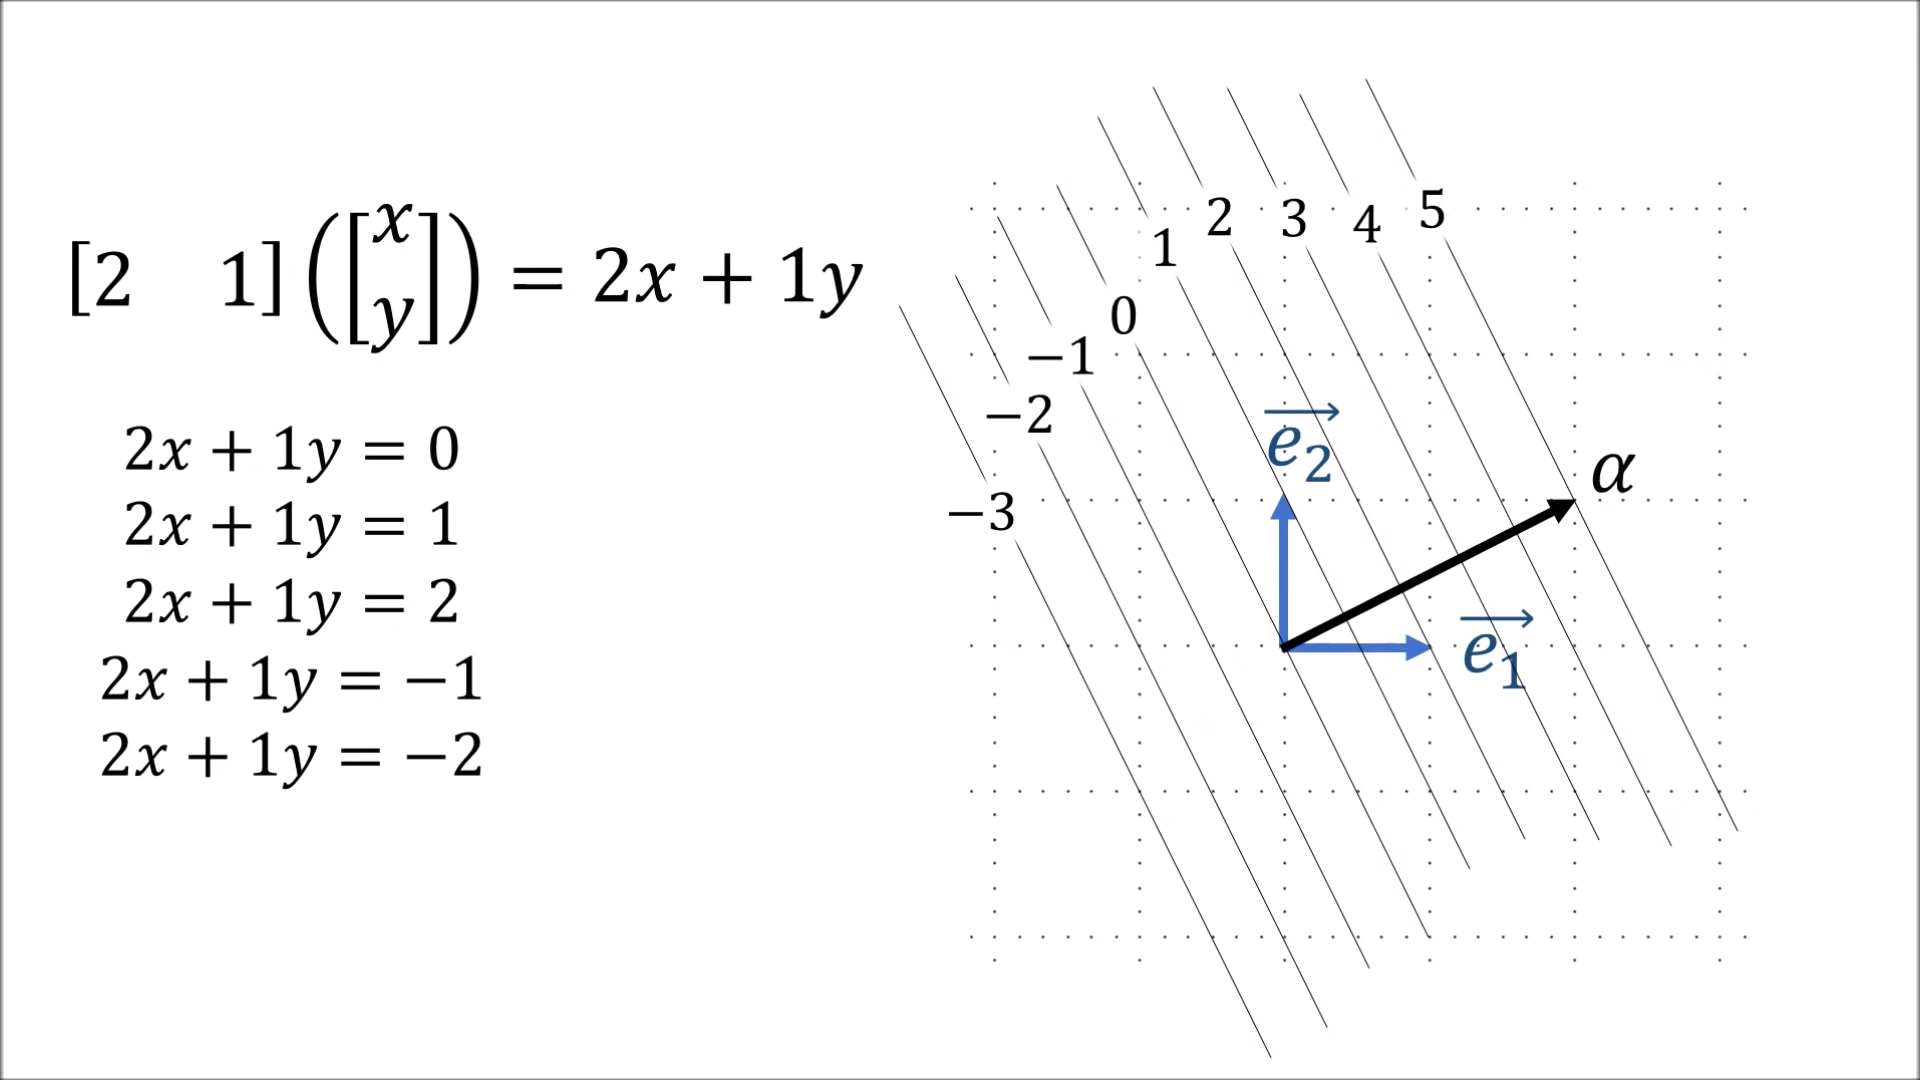 [2 1]([x y]) = 2x + 1y
2x + 1y = 0
2x + 1y = 1
2x + 1y = 2
2x + 1y = −1
2x + 1y = −2
−3
−2
−1
0
1
2
3
4
5
e₂
α
e₁